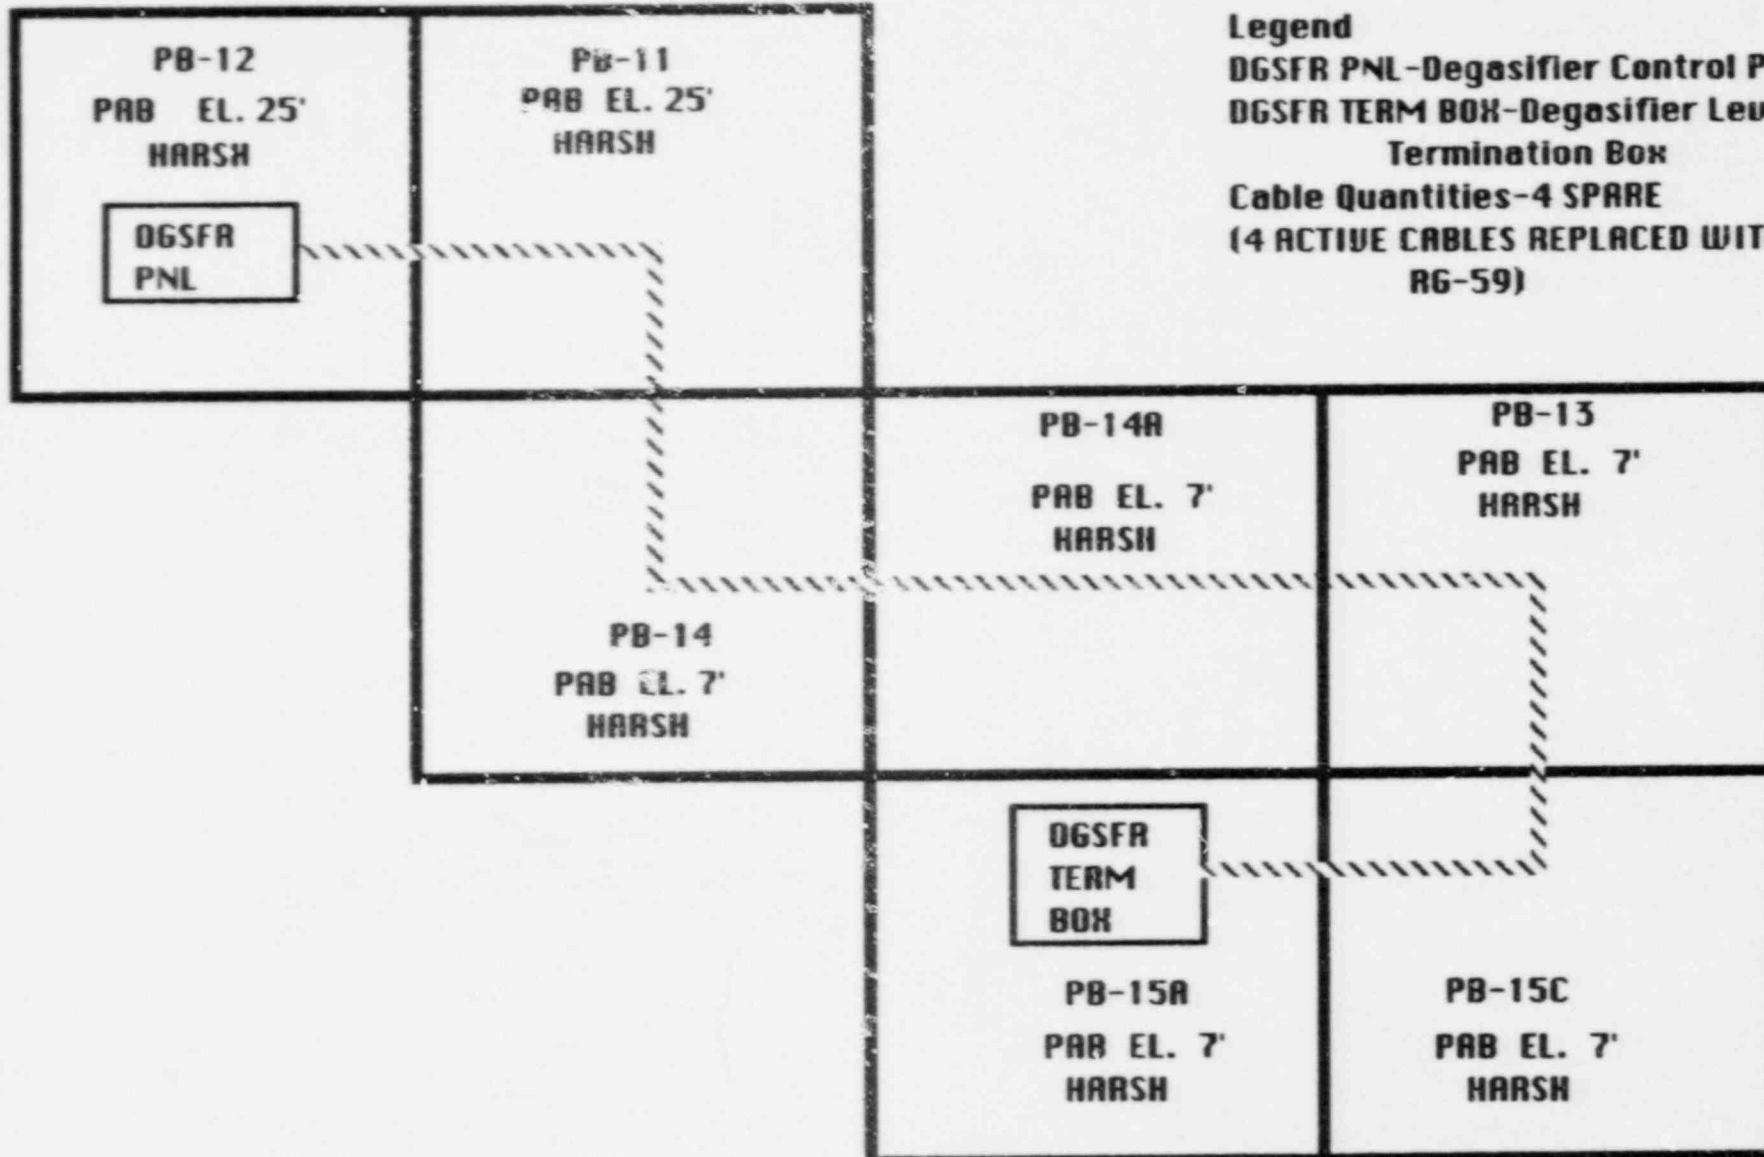 PB-12
PAB EL. 25'
HARSH
DGSFR
PNL
PB-11
PAB EL. 25'
HARSH
Legend
DGSFR PNL-Degasifier Control
DGSFR TERM BOX-Degasifier
Termination Box
Cable Quantities-4 SPARE
(4 ACTIVE CABLES REPLACED
RG-59)
PB-14A
PAB EL. 7'
HARSH
PB-13
PAB EL. 7'
HARSH
PB-14
PAB EL. 7'
HARSH
DGSFR
TERM
BOX
PB-15A
PAB EL. 7'
HARSH
PB-15C
PAB EL. 7'
HARSH